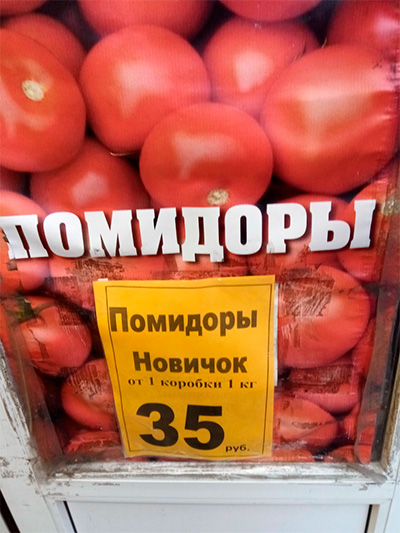 ПОМИДОРЫ
Помидоры
Новичок
от 1 коробки 1 кг
35 руб.